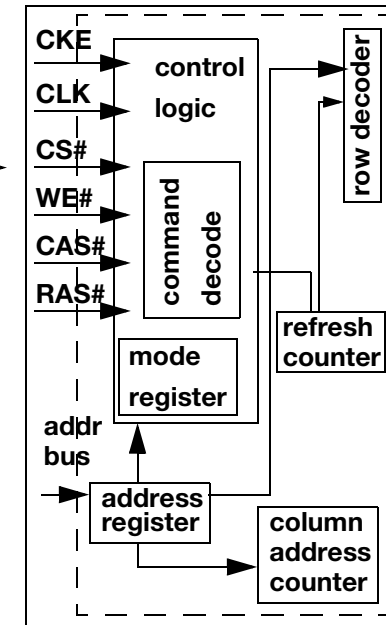 CKE
CLK
CS#
WE#
CAS#
RAS#
control
logic
command
decode
mode
register
row decoder
refresh
counter
addr
bus
address
register
column
address
counter